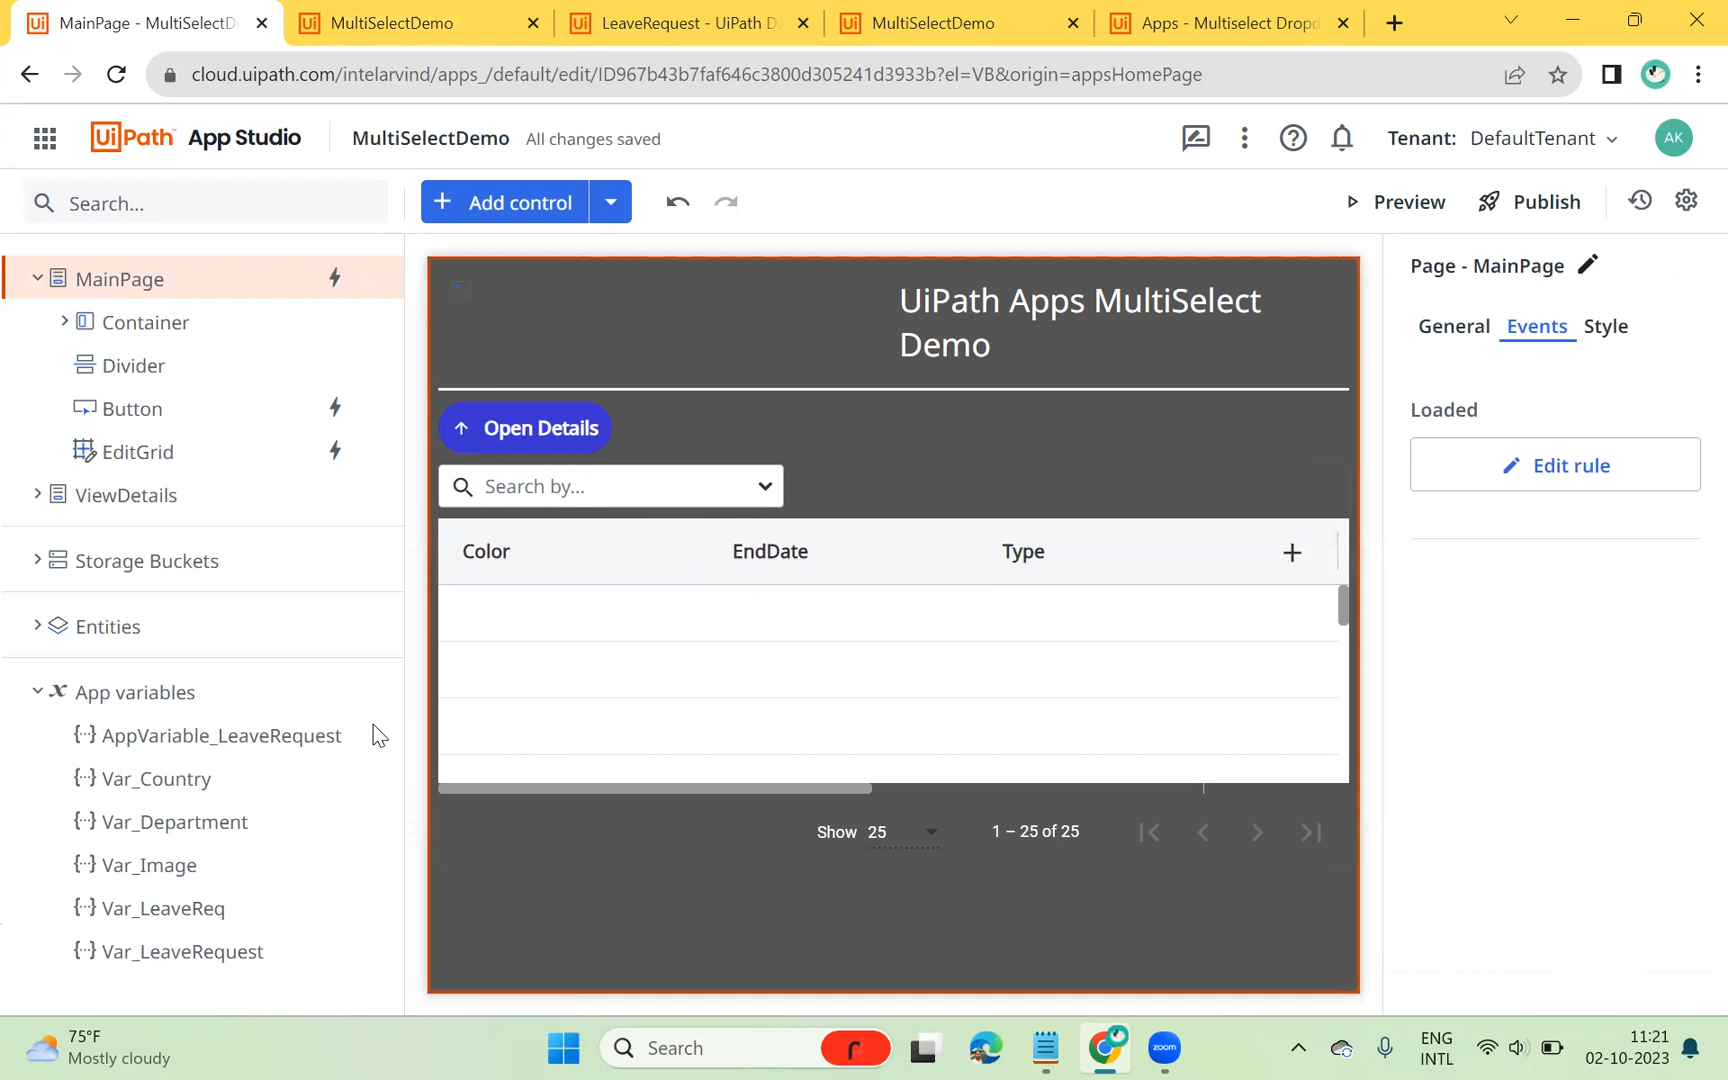 MainPage - MultiSelectD
MultiSelectDemo
LeaveRequest - UiPath D
MultiSelectDemo
Apps - Multiselect Dropd
cloud.uipath.com/intelarvind/apps_/default/edit/ID967b43b7faf646c3800d305241d3933b?el=VB&origin=appsHomePage
UiPath App Studio
MultiSelectDemo All changes saved
Tenant: DefaultTenant
AK
Search...
Add control
Preview
Publish
MainPage
Container
Divider
Button
EditGrid
ViewDetails
Storage Buckets
Entities
App variables
AppVariable_LeaveRequest
Var_Country
Var_Department
Var_Image
Var_LeaveReq
Var_LeaveRequest
UiPath Apps MultiSelect
Demo
Open Details
Search by...
Color EndDate Type
Show 25 1 – 25 of 25
Page - MainPage
General Events Style
Loaded
Edit rule
75°F
Mostly cloudy
Search
zoom
ENG
INTL
11:21
02-10-2023